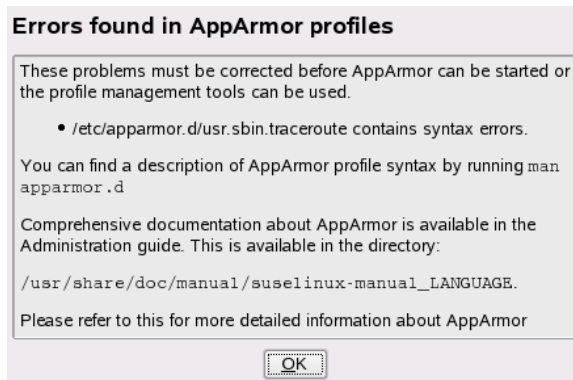 Errors found in AppArmor profiles
These problems must be corrected before AppArmor can be started or
the profile management tools can be used.
• /etc/apparmor.d/usr.sbin.traceroute contains syntax errors.
You can find a description of AppArmor profile syntax by running man
apparmor.d
Comprehensive documentation about AppArmor is available in the
Administration guide. This is available in the directory:
/usr/share/doc/manual/suselinux-manual_LANGUAGE.
Please refer to this for more detailed information about AppArmor
OK